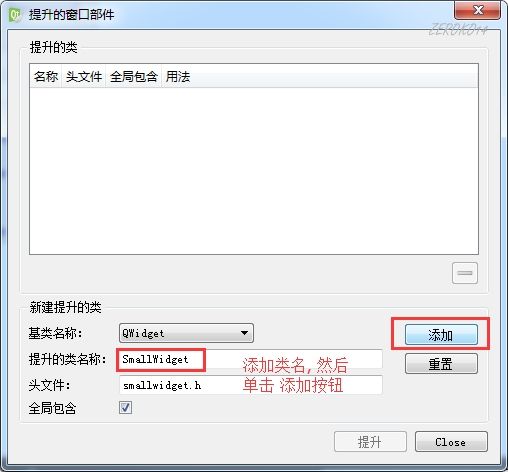 提升的窗口部件
ZEROKO14
提升的类
名称 头文件 全局包含 用法
新建提升的类
基类名称: QWidget 添加
提升的类名称: SmallWidget 添加类名, 然后
重置
头文件: smallwidget.h 单击 添加按钮
全局包含
提升 Close